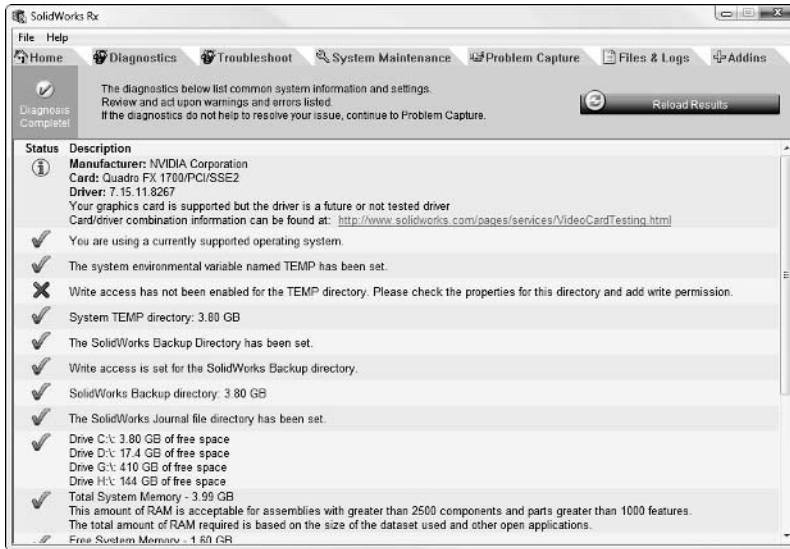 SolidWorks Rx
File Help
Home Diagnostics Troubleshoot System Maintenance Problem Capture Files & Logs Addins
Diagnosis Complete!
The diagnostics below list common system information and settings.
Review and act upon warnings and errors listed.
If the diagnostics do not help to resolve your issue, continue to Problem Capture.
Reload Results
Status Description
Manufacturer: NVIDIA Corporation
Card: Quadro FX 1700/PCI/SSE2
Driver: 7.15.11.8267
Your graphics card is supported but the driver is a future or not tested driver
Card/driver combination information can be found at: http://www.solidworks.com/pages/services/VideoCardTesting.html
You are using a currently supported operating system.
The system environmental variable named TEMP has been set.
Write access has not been enabled for the TEMP directory. Please check the properties for this directory and add write permission.
System TEMP directory: 3.80 GB
The SolidWorks Backup Directory has been set.
Write access is set for the SolidWorks Backup directory.
SolidWorks Backup directory: 3.80 GB
The SolidWorks Journal file directory has been set.
Drive C:\: 3.80 GB of free space
Drive D:\: 17.4 GB of free space
Drive G:\: 410 GB of free space
Drive H:\: 144 GB of free space
Total System Memory - 3.99 GB
This amount of RAM is acceptable for assemblies with greater than 2500 components and parts greater than 1000 features.
The total amount of RAM required is based on the size of the dataset used and other open applications.
Free System Memory - 1.60 GB